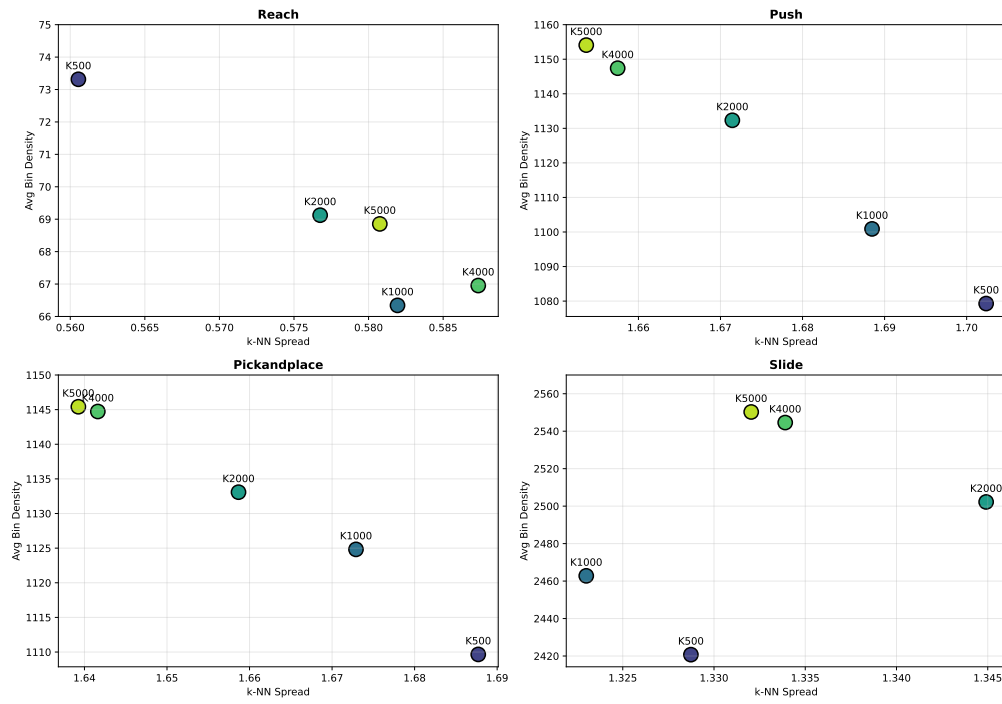 Reach
75
74
73
72
71
70
69
68
67
66
Avg Bin Density
K500
K2000
K5000
K4000
K1000
0.560
0.565
0.570
0.575
0.580
0.585
k-NN Spread
Push
1160
1150
1140
1130
1120
1110
1100
1090
1080
Avg Bin Density
K5000
K4000
K2000
K1000
K500
1.66
1.67
1.68
1.69
1.70
k-NN Spread
Pickandplace
1150
1145
1140
1135
1130
1125
1120
1115
1110
Avg Bin Density
K5000
K4000
K2000
K1000
K500
1.64
1.65
1.66
1.67
1.68
1.69
k-NN Spread
Slide
2560
2540
2520
2500
2480
2460
2440
2420
Avg Bin Density
K5000
K4000
K2000
K1000
K500
1.325
1.330
1.335
1.340
1.345
k-NN Spread